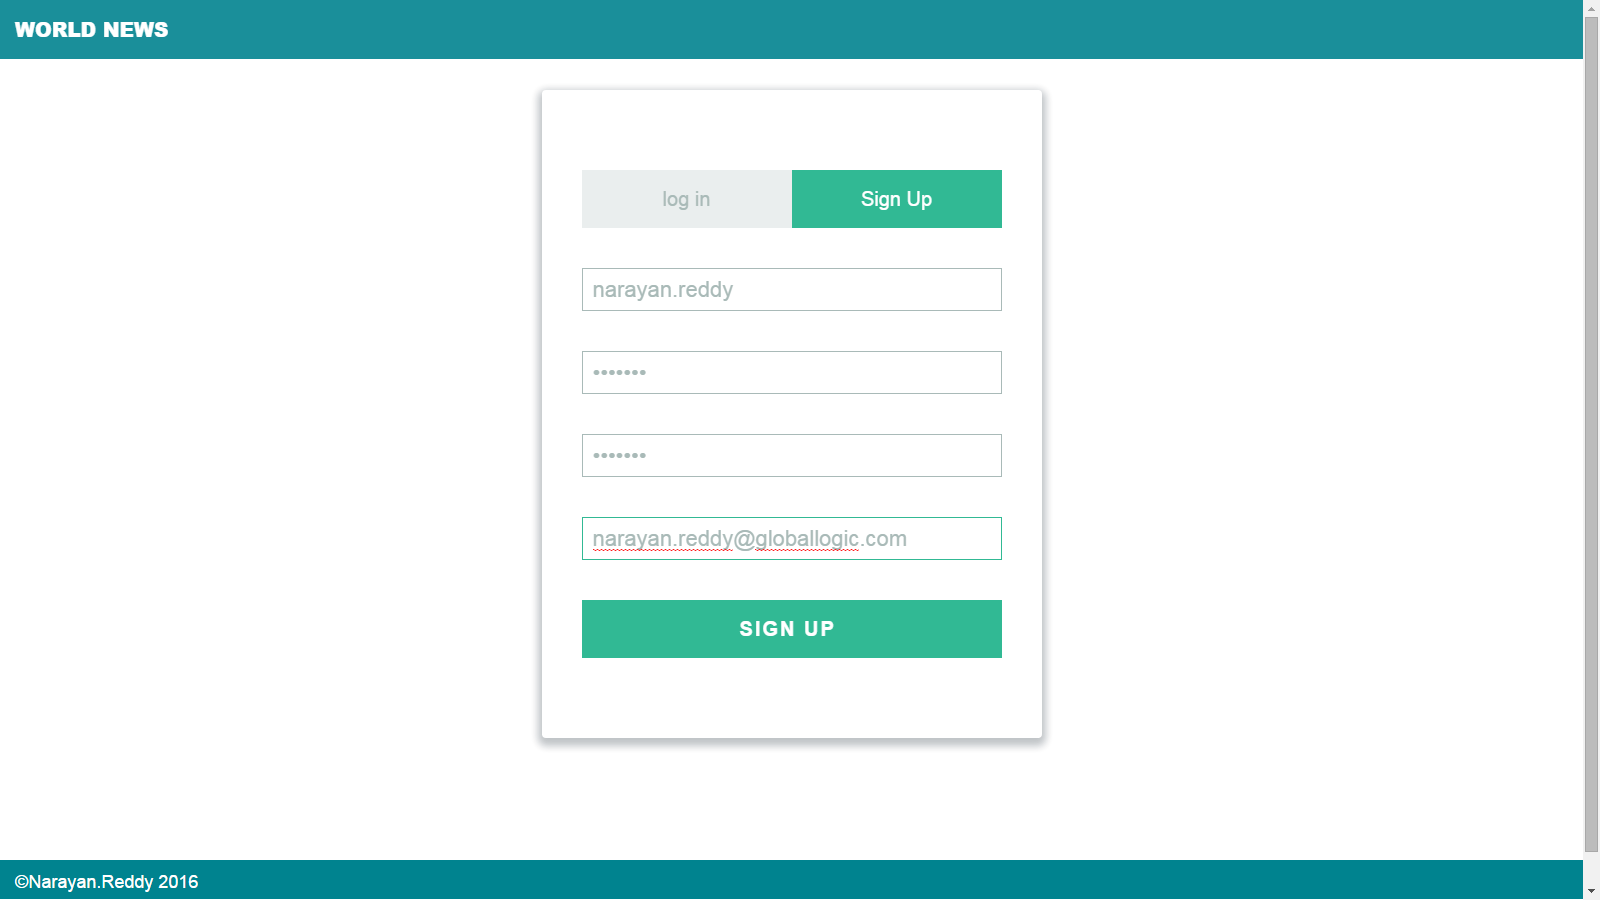 WORLD NEWS
log in
Sign Up
narayan.reddy
•••••••
•••••••
narayan.reddy@globallogic.com
SIGN UP
©Narayan.Reddy 2016